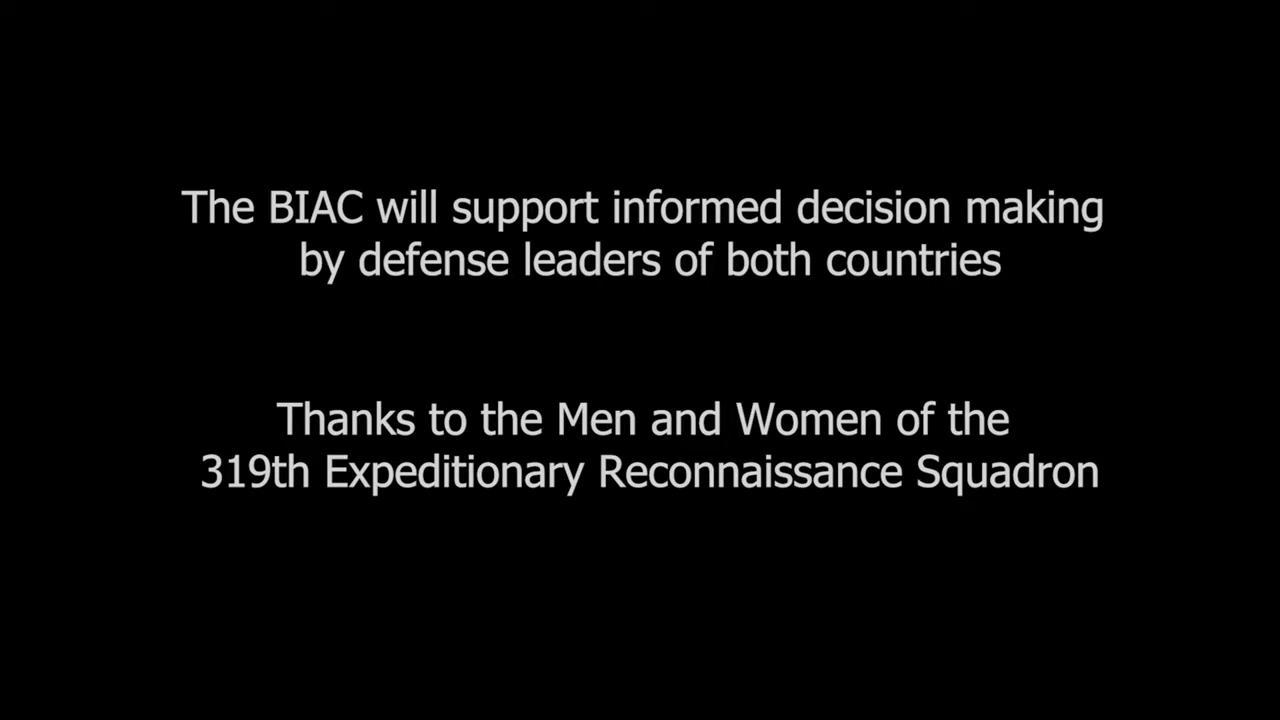 The BIAC will support informed decision making
by defense leaders of both countries
Thanks to the Men and Women of the
319th Expeditionary Reconnaissance Squadron